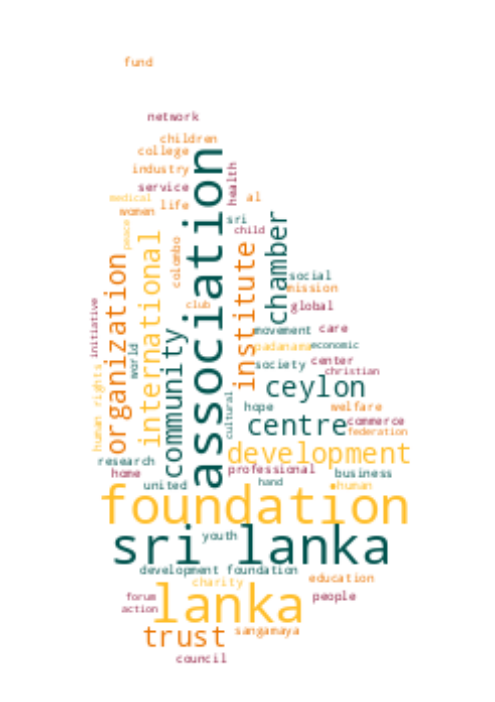 fund
network
children
college
industry
health
service
medical
life
al
women
sri
child
peace
association
chamber
international
colombo
institute
organization
social
mission
club
global
initiative
movement
care
community
world
padanama
economic
society
center
christian
human rights
ceylon
cultural
hope
welfare
centre
commerce
federation
development
research
professional
home
business
hand
united
human
foundation
sri lanka
youth
development foundation
education
charity
lanka
forum
people
action
trust
sangamaya
council